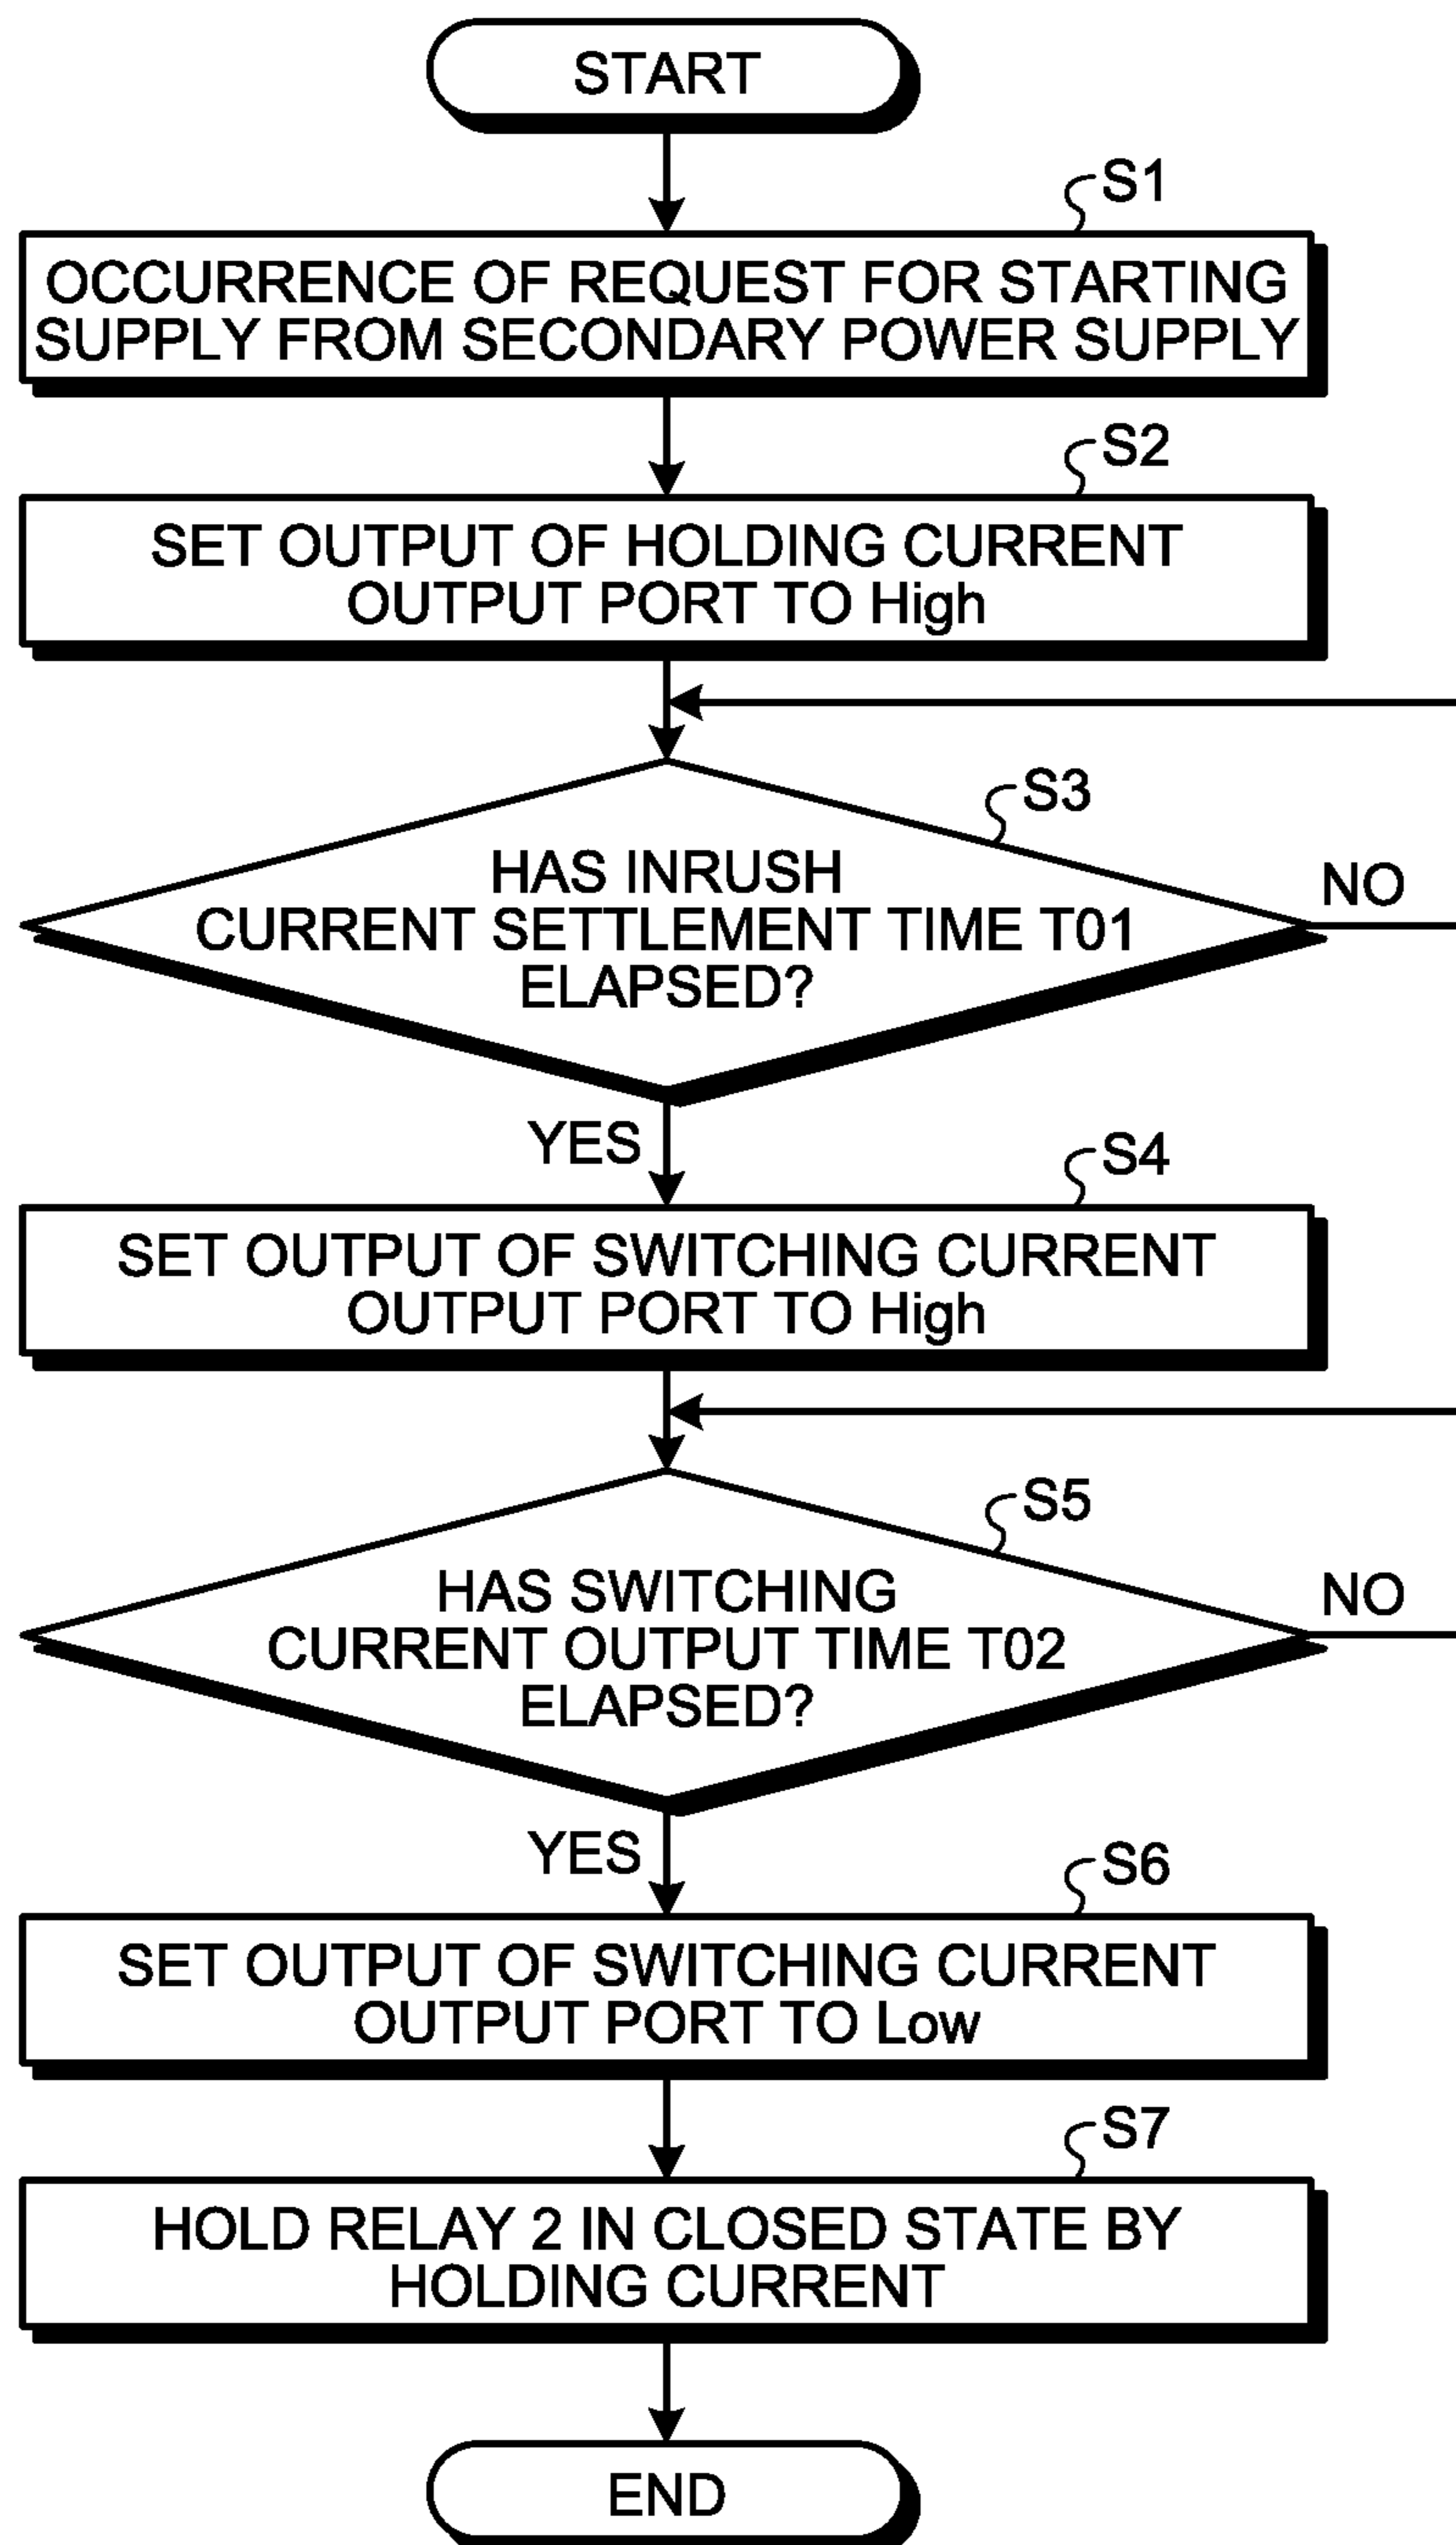 START
S1
OCCURRENCE OF REQUEST FOR STARTING
SUPPLY FROM SECONDARY POWER SUPPLY
S2
SET OUTPUT OF HOLDING CURRENT
OUTPUT PORT TO High
S3
HAS INRUSH
CURRENT SETTLEMENT TIME T01
ELAPSED?
NO
YES
S4
SET OUTPUT OF SWITCHING CURRENT
OUTPUT PORT TO High
S5
HAS SWITCHING
CURRENT OUTPUT TIME T02
ELAPSED?
NO
YES
S6
SET OUTPUT OF SWITCHING CURRENT
OUTPUT PORT TO Low
S7
HOLD RELAY 2 IN CLOSED STATE BY
HOLDING CURRENT
END